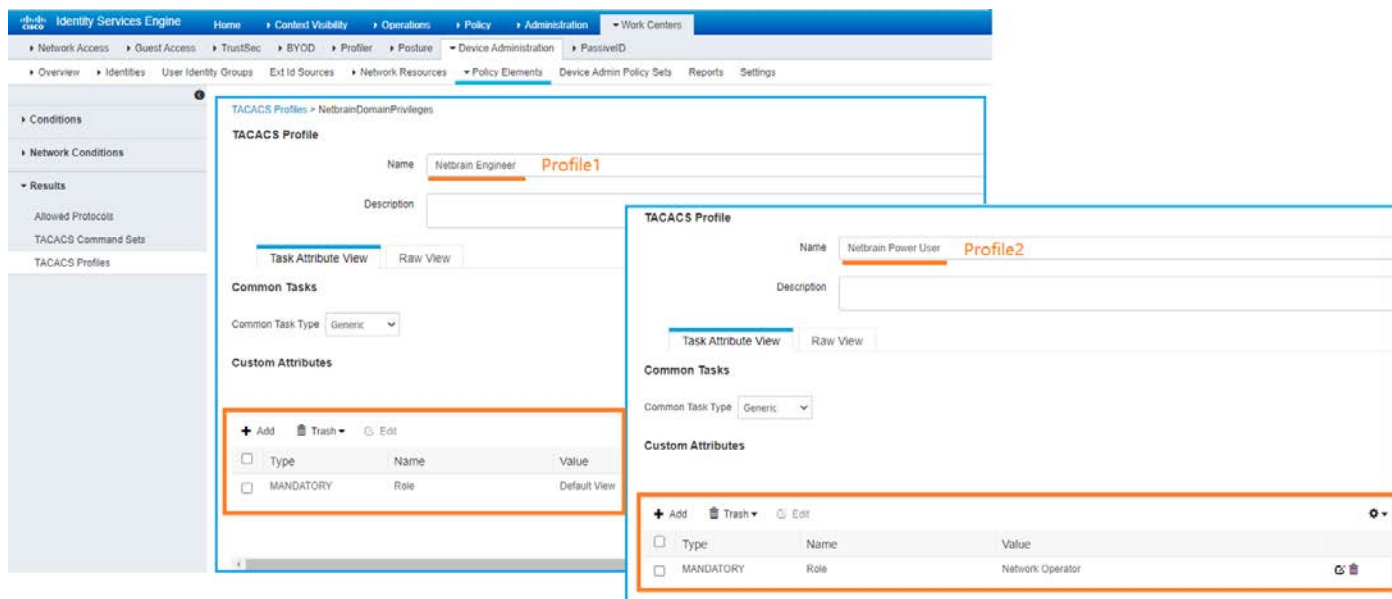 cisco Identity Services Engine Home Context Visibility Operations Policy Administration Work Centers
Network Access Guest Access TrustSec BYOD Profiler Posture Device Administration PassiveID
Overview Identities User Identity Groups Ext Id Sources Network Resources Policy Elements Device Admin Policy Sets Reports Settings
Conditions
Network Conditions
Results
Allowed Protocols
TACACS Command Sets
TACACS Profiles
TACACS Profiles > NetbrainDomainPrivileges
TACACS Profile
Name Netbrain Engineer Profile1
Description
Task Attribute View Raw View
Common Tasks
Common Task Type Generic
Custom Attributes
Add Trash Edit
Type Name Value
MANDATORY Role Default View
TACACS Profile
Name Netbrain Power User Profile2
Description
Task Attribute View Raw View
Common Tasks
Common Task Type Generic
Custom Attributes
Add Trash Edit
Type Name Value
MANDATORY Role Network Operator